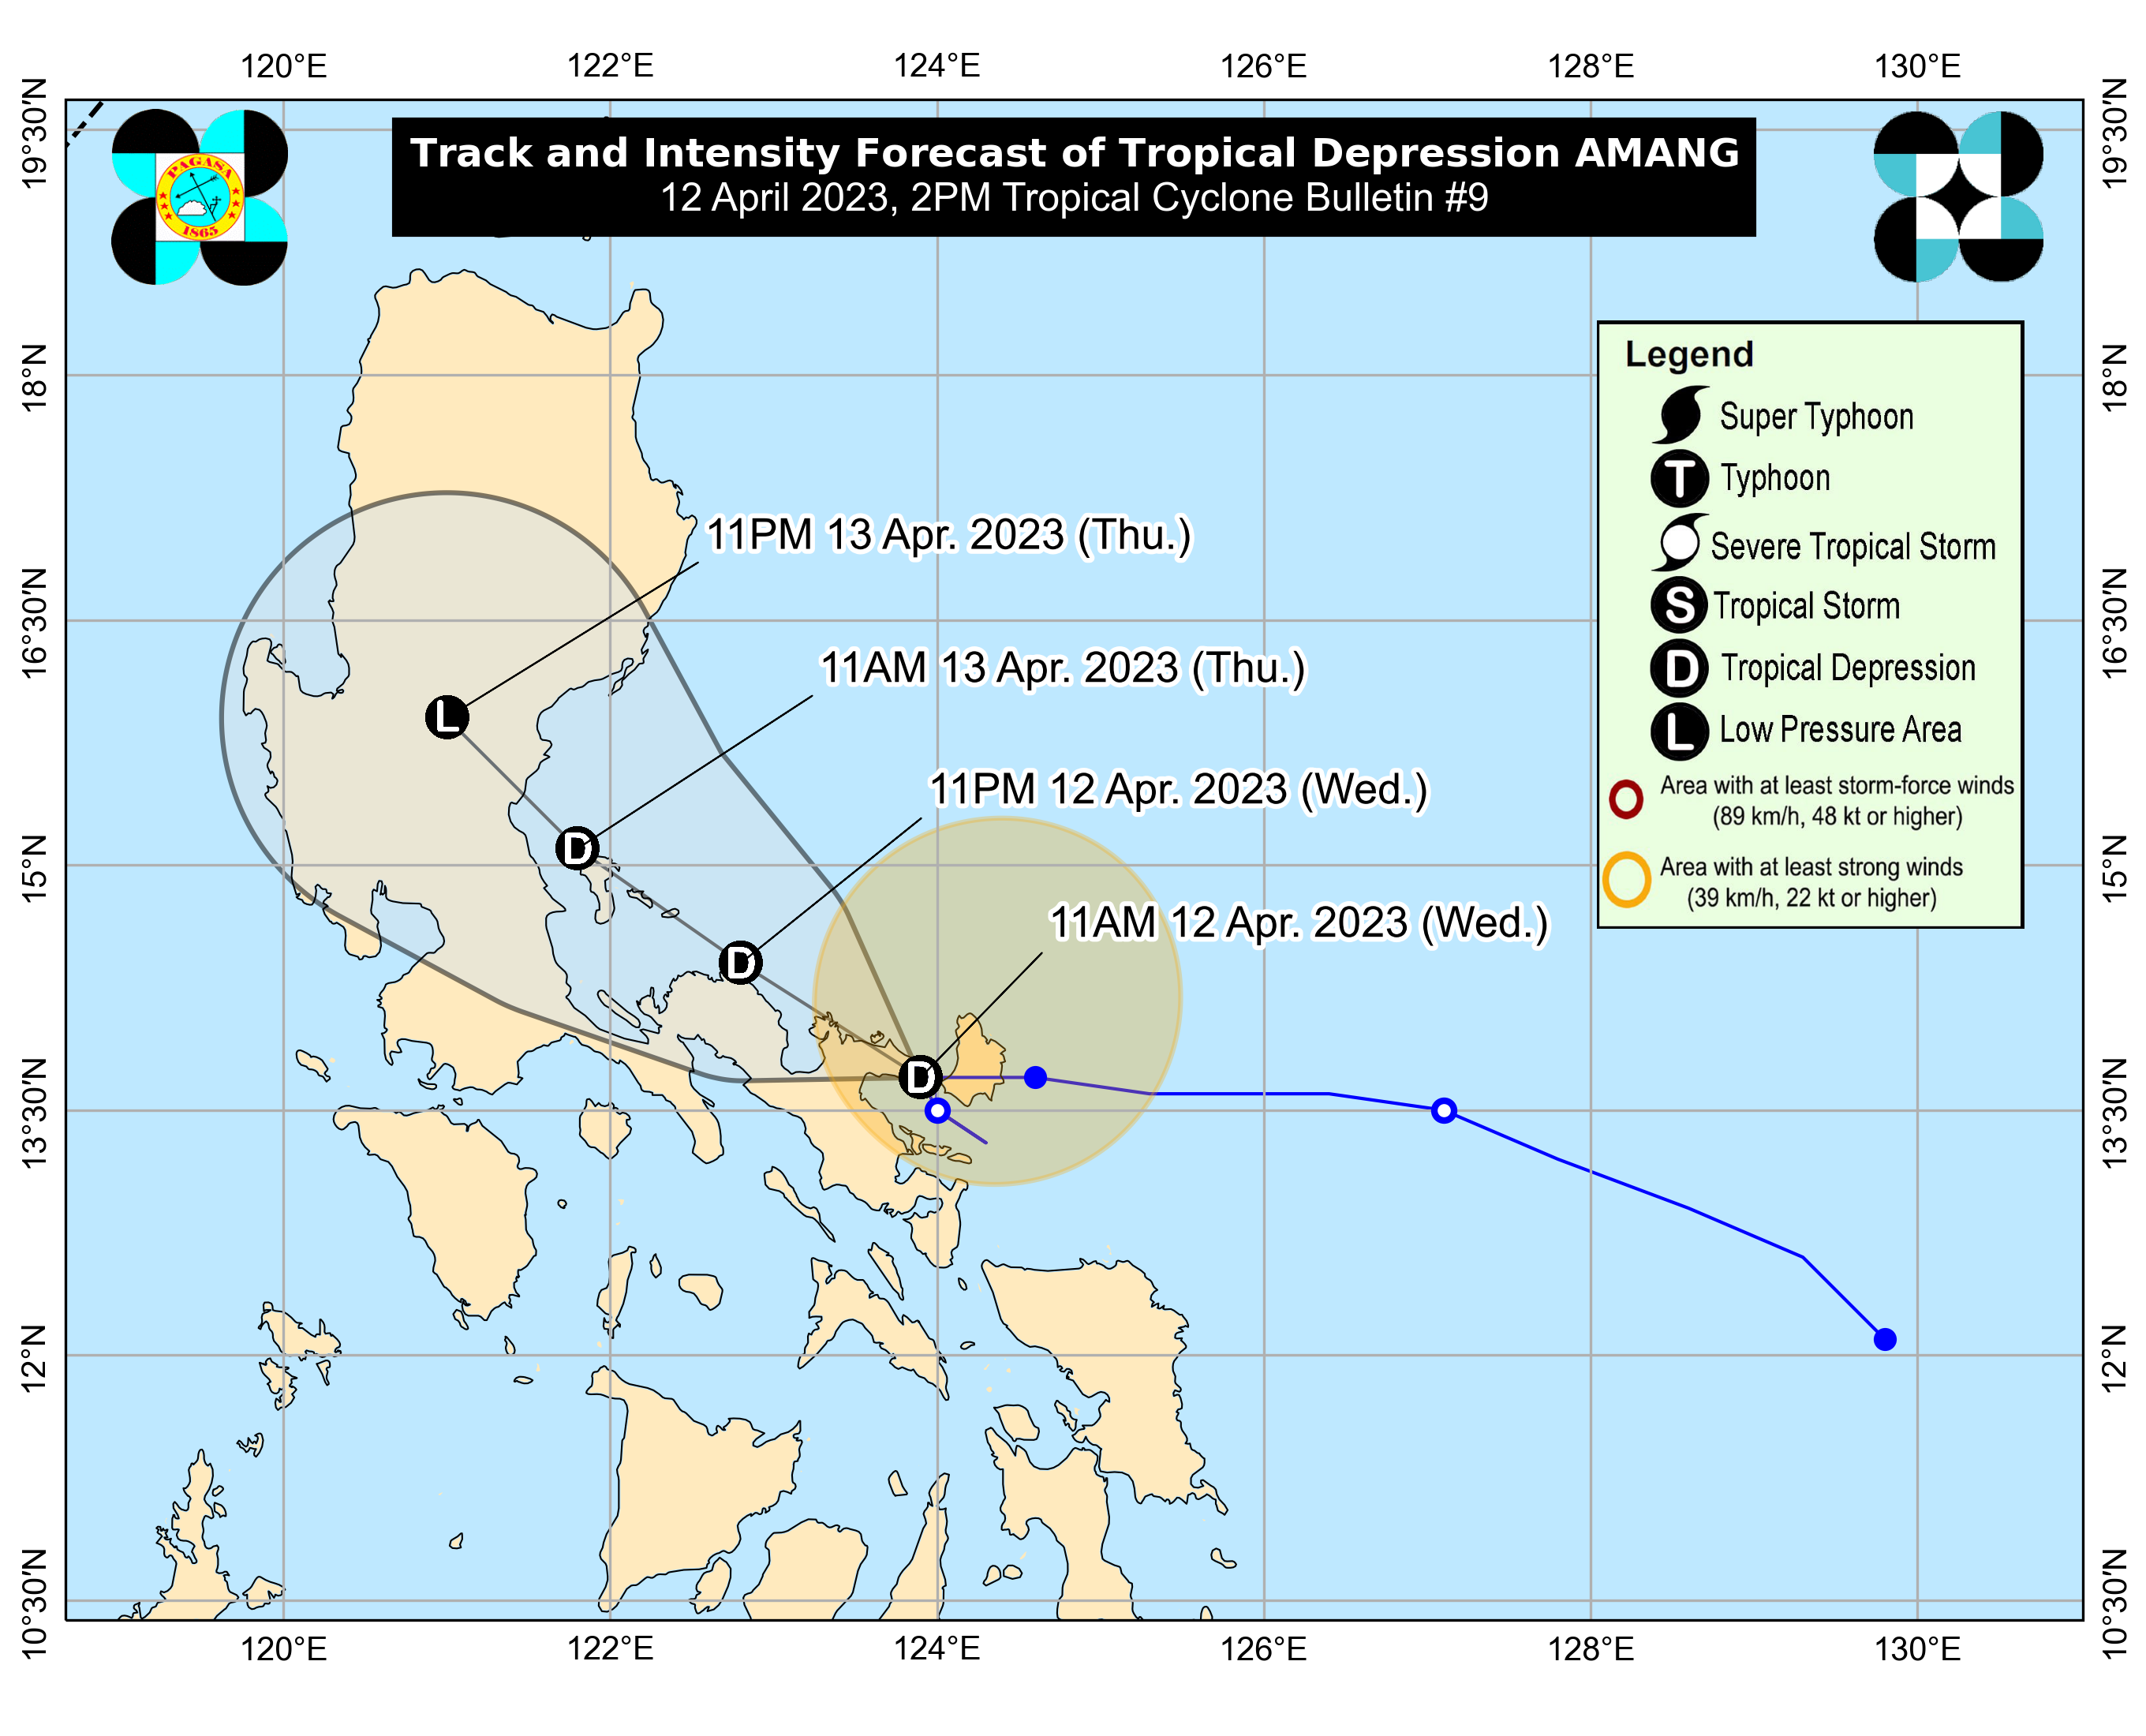 120°E 122°E 124°E 126°E 128°E 130°E
Track and Intensity Forecast of Tropical Depression AMANG
12 April 2023, 2PM Tropical Cyclone Bulletin #9
PAGASA
1865
19°30'N
18°N
16°30'N
15°N
13°30'N
12°N
10°30'N
11PM 13 Apr. 2023 (Thu.)
11AM 13 Apr. 2023 (Thu.)
11PM 12 Apr. 2023 (Wed.)
11AM 12 Apr. 2023 (Wed.)
L
D
D
D
Legend
Super Typhoon
T Typhoon
Severe Tropical Storm
S Tropical Storm
D Tropical Depression
L Low Pressure Area
Area with at least storm-force winds
(89 km/h, 48 kt or higher)
Area with at least strong winds
(39 km/h, 22 kt or higher)
19°30'N
18°N
16°30'N
15°N
13°30'N
12°N
10°30'N
120°E 122°E 124°E 126°E 128°E 130°E